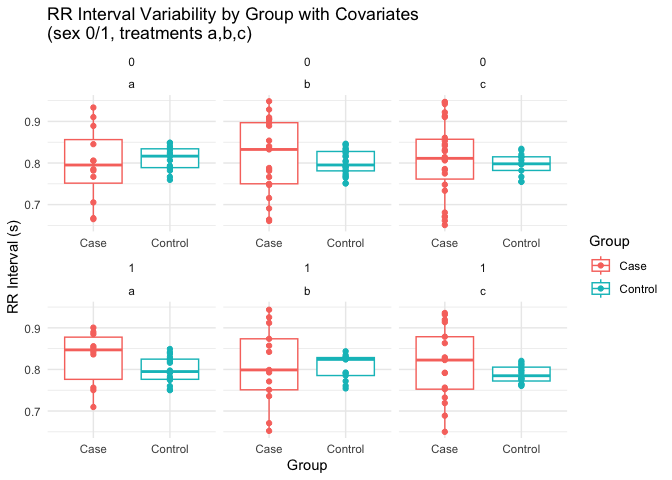 RR Interval Variability by Group with Covariates
(sex 0/1, treatments a,b,c)
0 0 0
a b c
0.9
0.8
0.7
Case Control Case Control Case Control
1 1 1
a b c
0.9
0.8
0.7
Case Control Case Control Case Control
RR Interval (s)
Group
Group
Case
Control